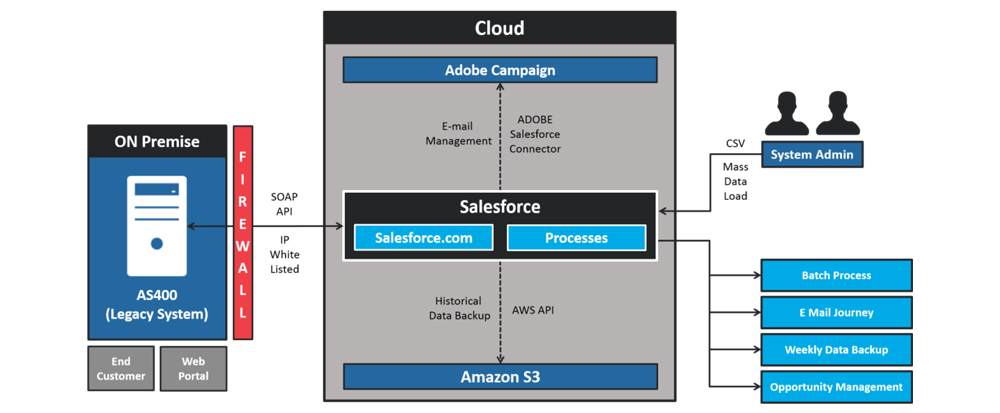 Cloud
Adobe Campaign
E-mail
Management
ADOBE
Salesforce
Connector
ON Premise
AS400
(Legacy System)
FIREWALL
SOAP
API
IP
White
Listed
End
Customer
Web
Portal
Salesforce
Salesforce.com
Processes
Historical
Data Backup
AWS API
Amazon S3
CSV
Mass
Data
Load
System Admin
Batch Process
E Mail Journey
Weekly Data Backup
Opportunity Management